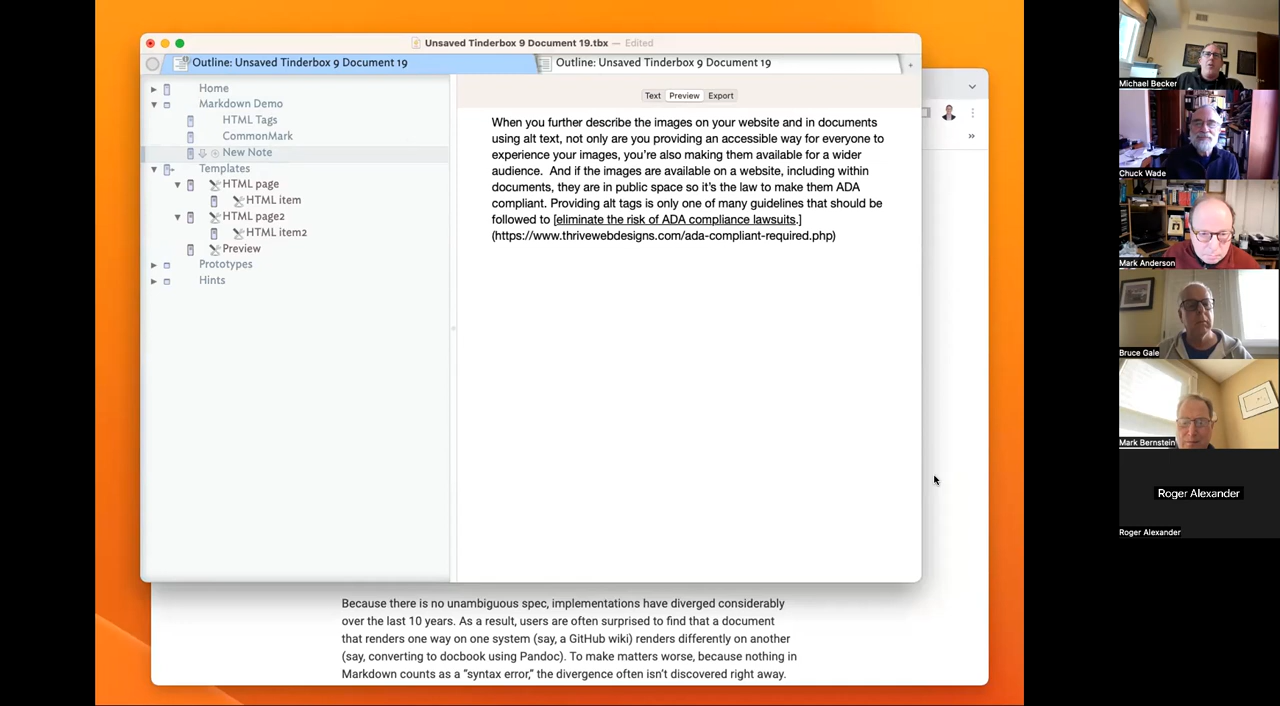 Unsaved Tinderbox 9 Document 19.tbx — Edited
Outline: Unsaved Tinderbox 9 Document 19
Outline: Unsaved Tinderbox 9 Document 19
+
Home
Markdown Demo
HTML Tags
CommonMark
New Note
Templates
HTML page
HTML item
HTML page2
HTML item2
Preview
Prototypes
Hints
Text Preview Export
When you further describe the images on your website and in documents
using alt text, not only are you providing an accessible way for everyone to
experience your images, you're also making them available for a wider
audience.  And if the images are available on a website, including within
documents, they are in public space so it's the law to make them ADA
compliant. Providing alt tags is only one of many guidelines that should be
followed to [eliminate the risk of ADA compliance lawsuits.]
(https://www.thrivewebdesigns.com/ada-compliant-required.php)
»
Because there is no unambiguous spec, implementations have diverged considerably
over the last 10 years. As a result, users are often surprised to find that a document
that renders one way on one system (say, a GitHub wiki) renders differently on another
(say, converting to docbook using Pandoc). To make matters worse, because nothing in
Markdown counts as a “syntax error,” the divergence often isn't discovered right away.
Michael Becker
Chuck Wade
Mark Anderson
Bruce Gale
Mark Bernstein
Roger Alexander
Roger Alexander